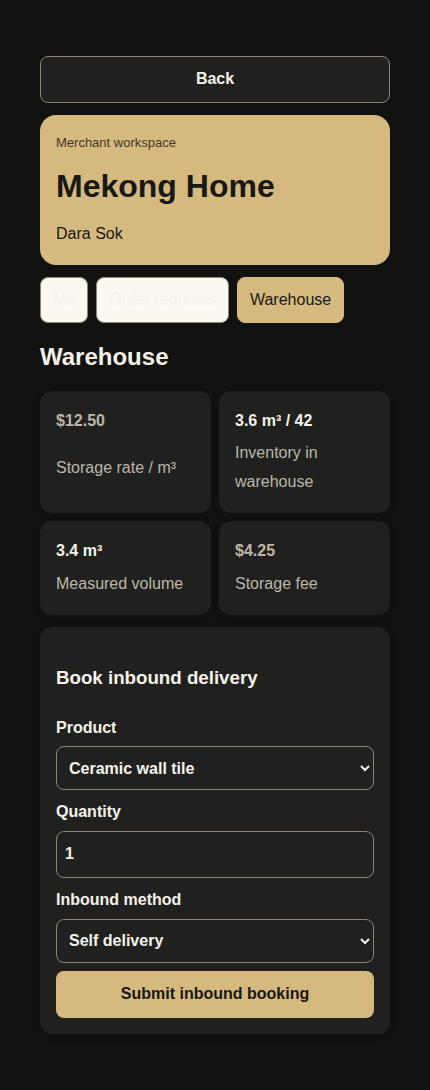 Back
Merchant workspace
Mekong Home
Dara Sok
Me
Order requests
Warehouse
Warehouse
$12.50
Storage rate / m³
3.6 m³ / 42
Inventory in
warehouse
3.4 m³
Measured volume
$4.25
Storage fee
Book inbound delivery
Product
Ceramic wall tile
Quantity
1
Inbound method
Self delivery
Submit inbound booking